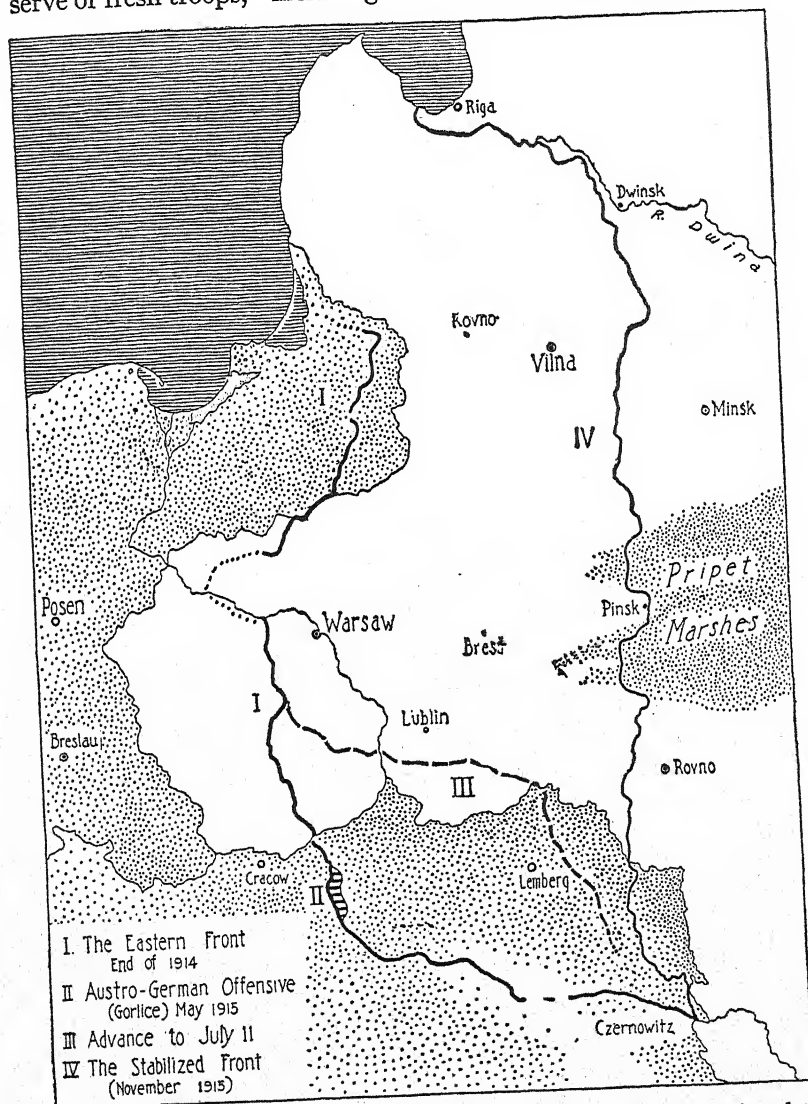 serve of fresh troops,
Riga
Dwinsk
R. Dwina
Kovno
Vilna
I
Minsk
IV
Pripet
Marshes
Posen
Pinsk
Warsaw
Brest
I
Lublin
Breslau
III
Rovno
Cracow
II
Lemberg
I. The Eastern Front
End of 1914
II Austro-German Offensive
(Gorlice) May 1915
III Advance to July 11
IV The Stabilized Front
(November 1915)
Czernowitz